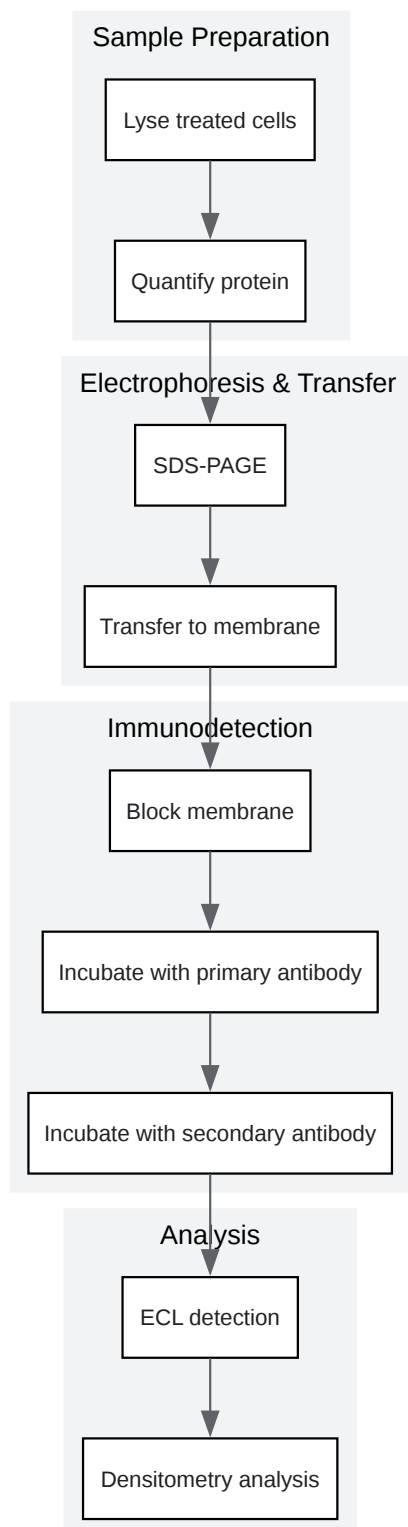 Sample Preparation
Lyse treated cells
Quantify protein
Electrophoresis & Transfer
SDS-PAGE
Transfer to membrane
Immunodetection
Block membrane
Incubate with primary antibody
Incubate with secondary antibody
Analysis
ECL detection
Densitometry analysis